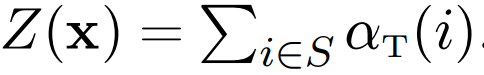 Z(x) = ∑_{i∈S} α_T(i).